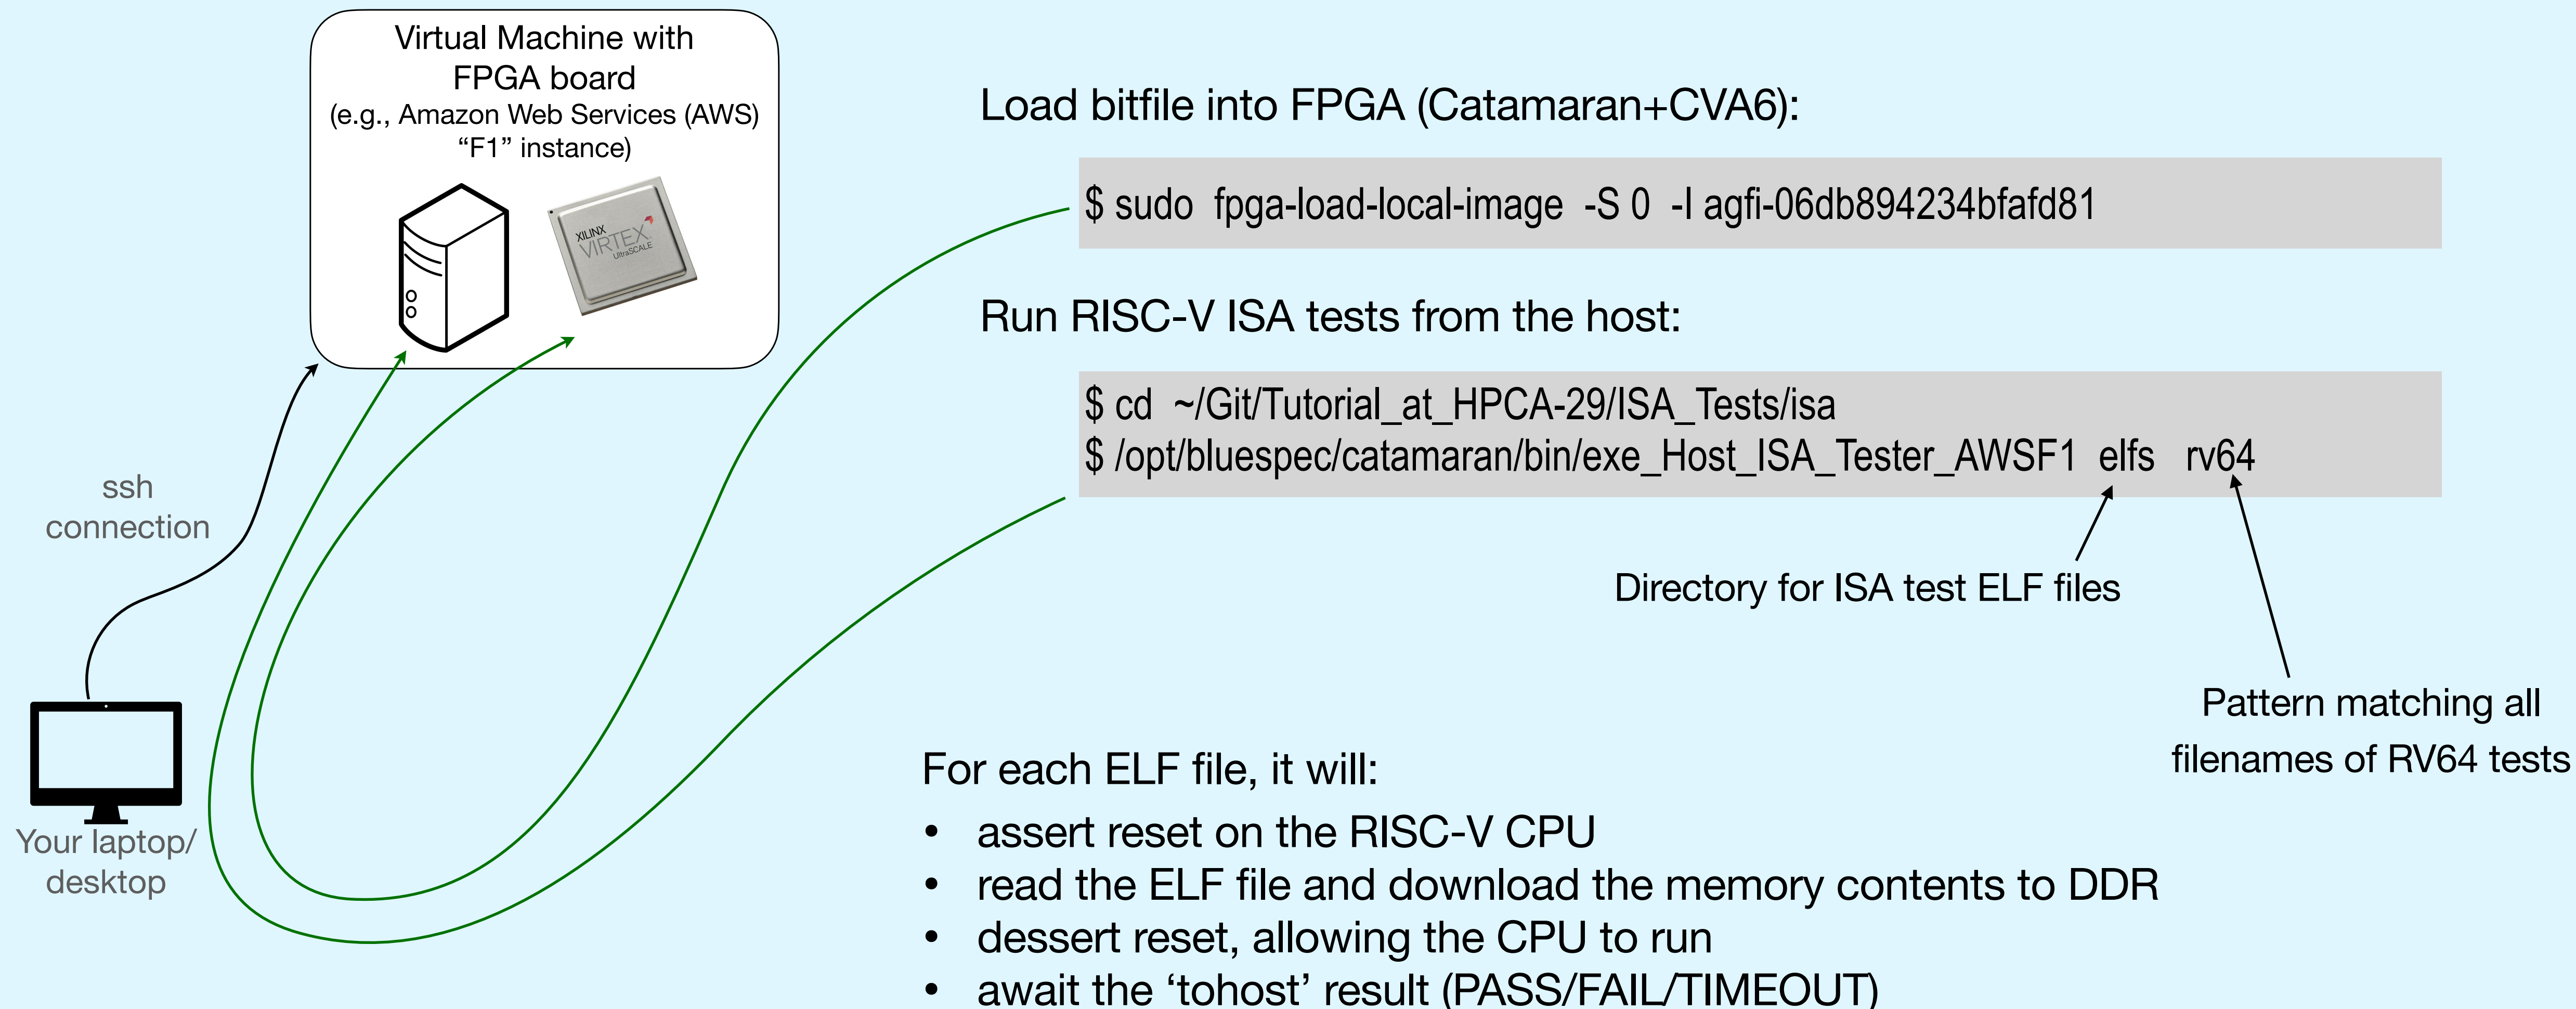 Virtual Machine with
FPGA board
(e.g., Amazon Web Services (AWS)
“F1” instance)
XILINX
VIRTEX
UltraSCALE
ssh
connection
Your laptop/
desktop
Load bitfile into FPGA (Catamaran+CVA6):
$ sudo fpga-load-local-image -S 0 -I agfi-06db894234bfafd81
Run RISC-V ISA tests from the host:
$ cd ~/Git/Tutorial_at_HPCA-29/ISA_Tests/isa
$ /opt/bluespec/catamaran/bin/exe_Host_ISA_Tester_AWSF1 elfs rv64
Directory for ISA test ELF files
Pattern matching all
filenames of RV64 tests
For each ELF file, it will:
• assert reset on the RISC-V CPU
• read the ELF file and download the memory contents to DDR
• dessert reset, allowing the CPU to run
• await the ‘tohost’ result (PASS/FAIL/TIMEOUT)